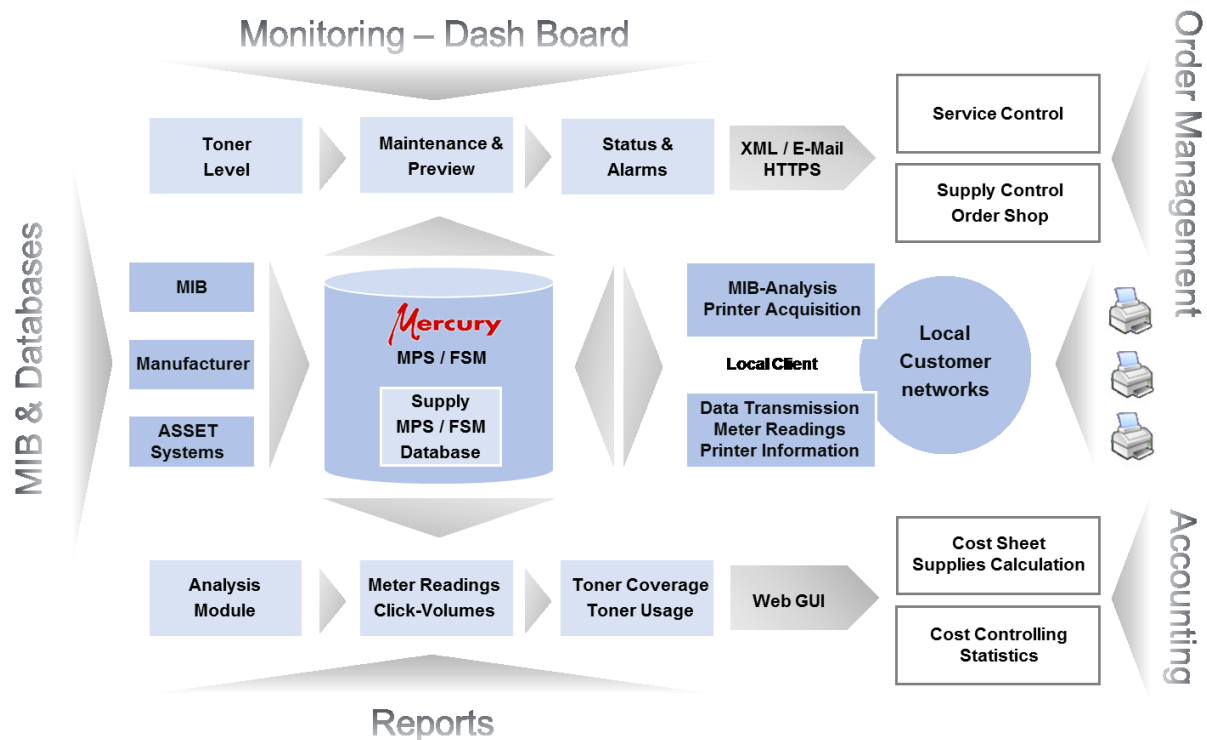 Monitoring – Dash Board
Order Management
Toner
Level
Maintenance &
Preview
Status &
Alarms
XML / E-Mail
HTTPS
Service Control
Supply Control
Order Shop
MIB & Databases
MIB
Manufacturer
ASSET
Systems
Mercury
MPS / FSM
Supply
MPS / FSM
Database
MIB-Analysis
Printer Acquisition
Local Client
Data Transmission
Meter Readings
Printer Information
Local
Customer
networks
Analysis
Module
Meter Readings
Click-Volumes
Toner Coverage
Toner Usage
Web GUI
Cost Sheet
Supplies Calculation
Cost Controlling
Statistics
Accounting
Reports